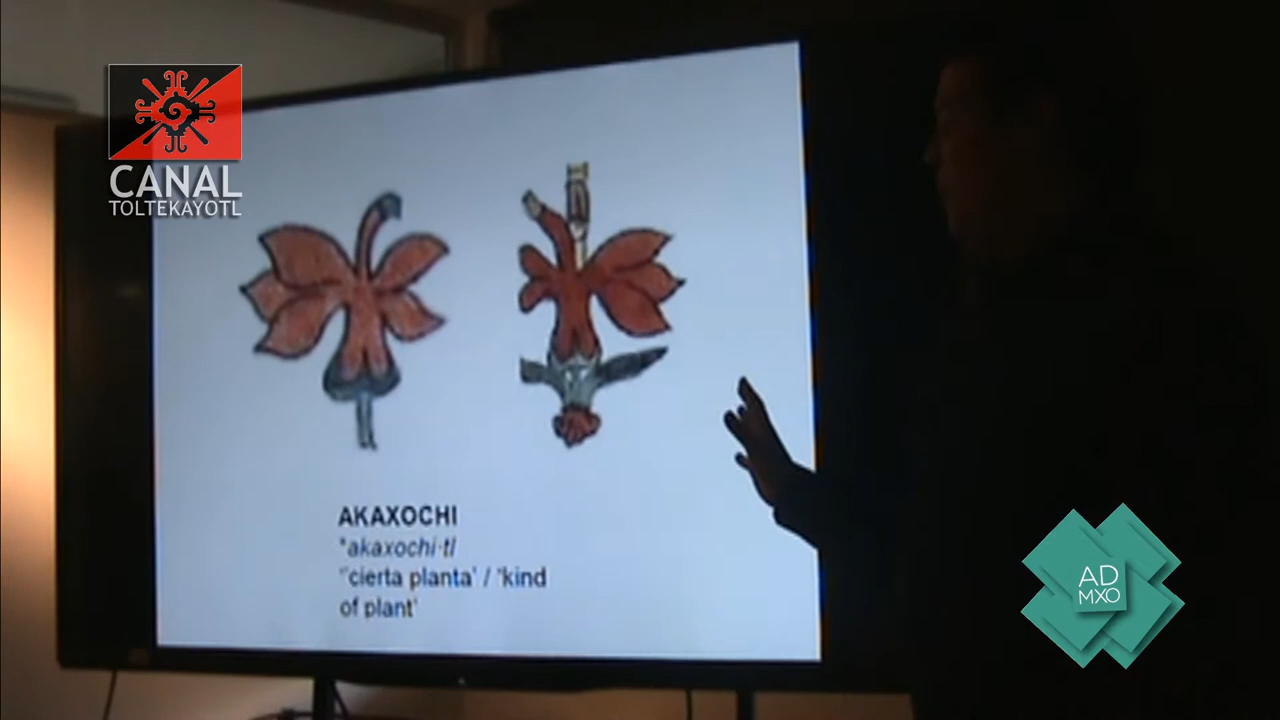 CANAL
TOLTEKAYOTL
AKAXOCHI
*akaxochi·tl
‘'cierta planta' / 'kind
of plant'
AD
MXO